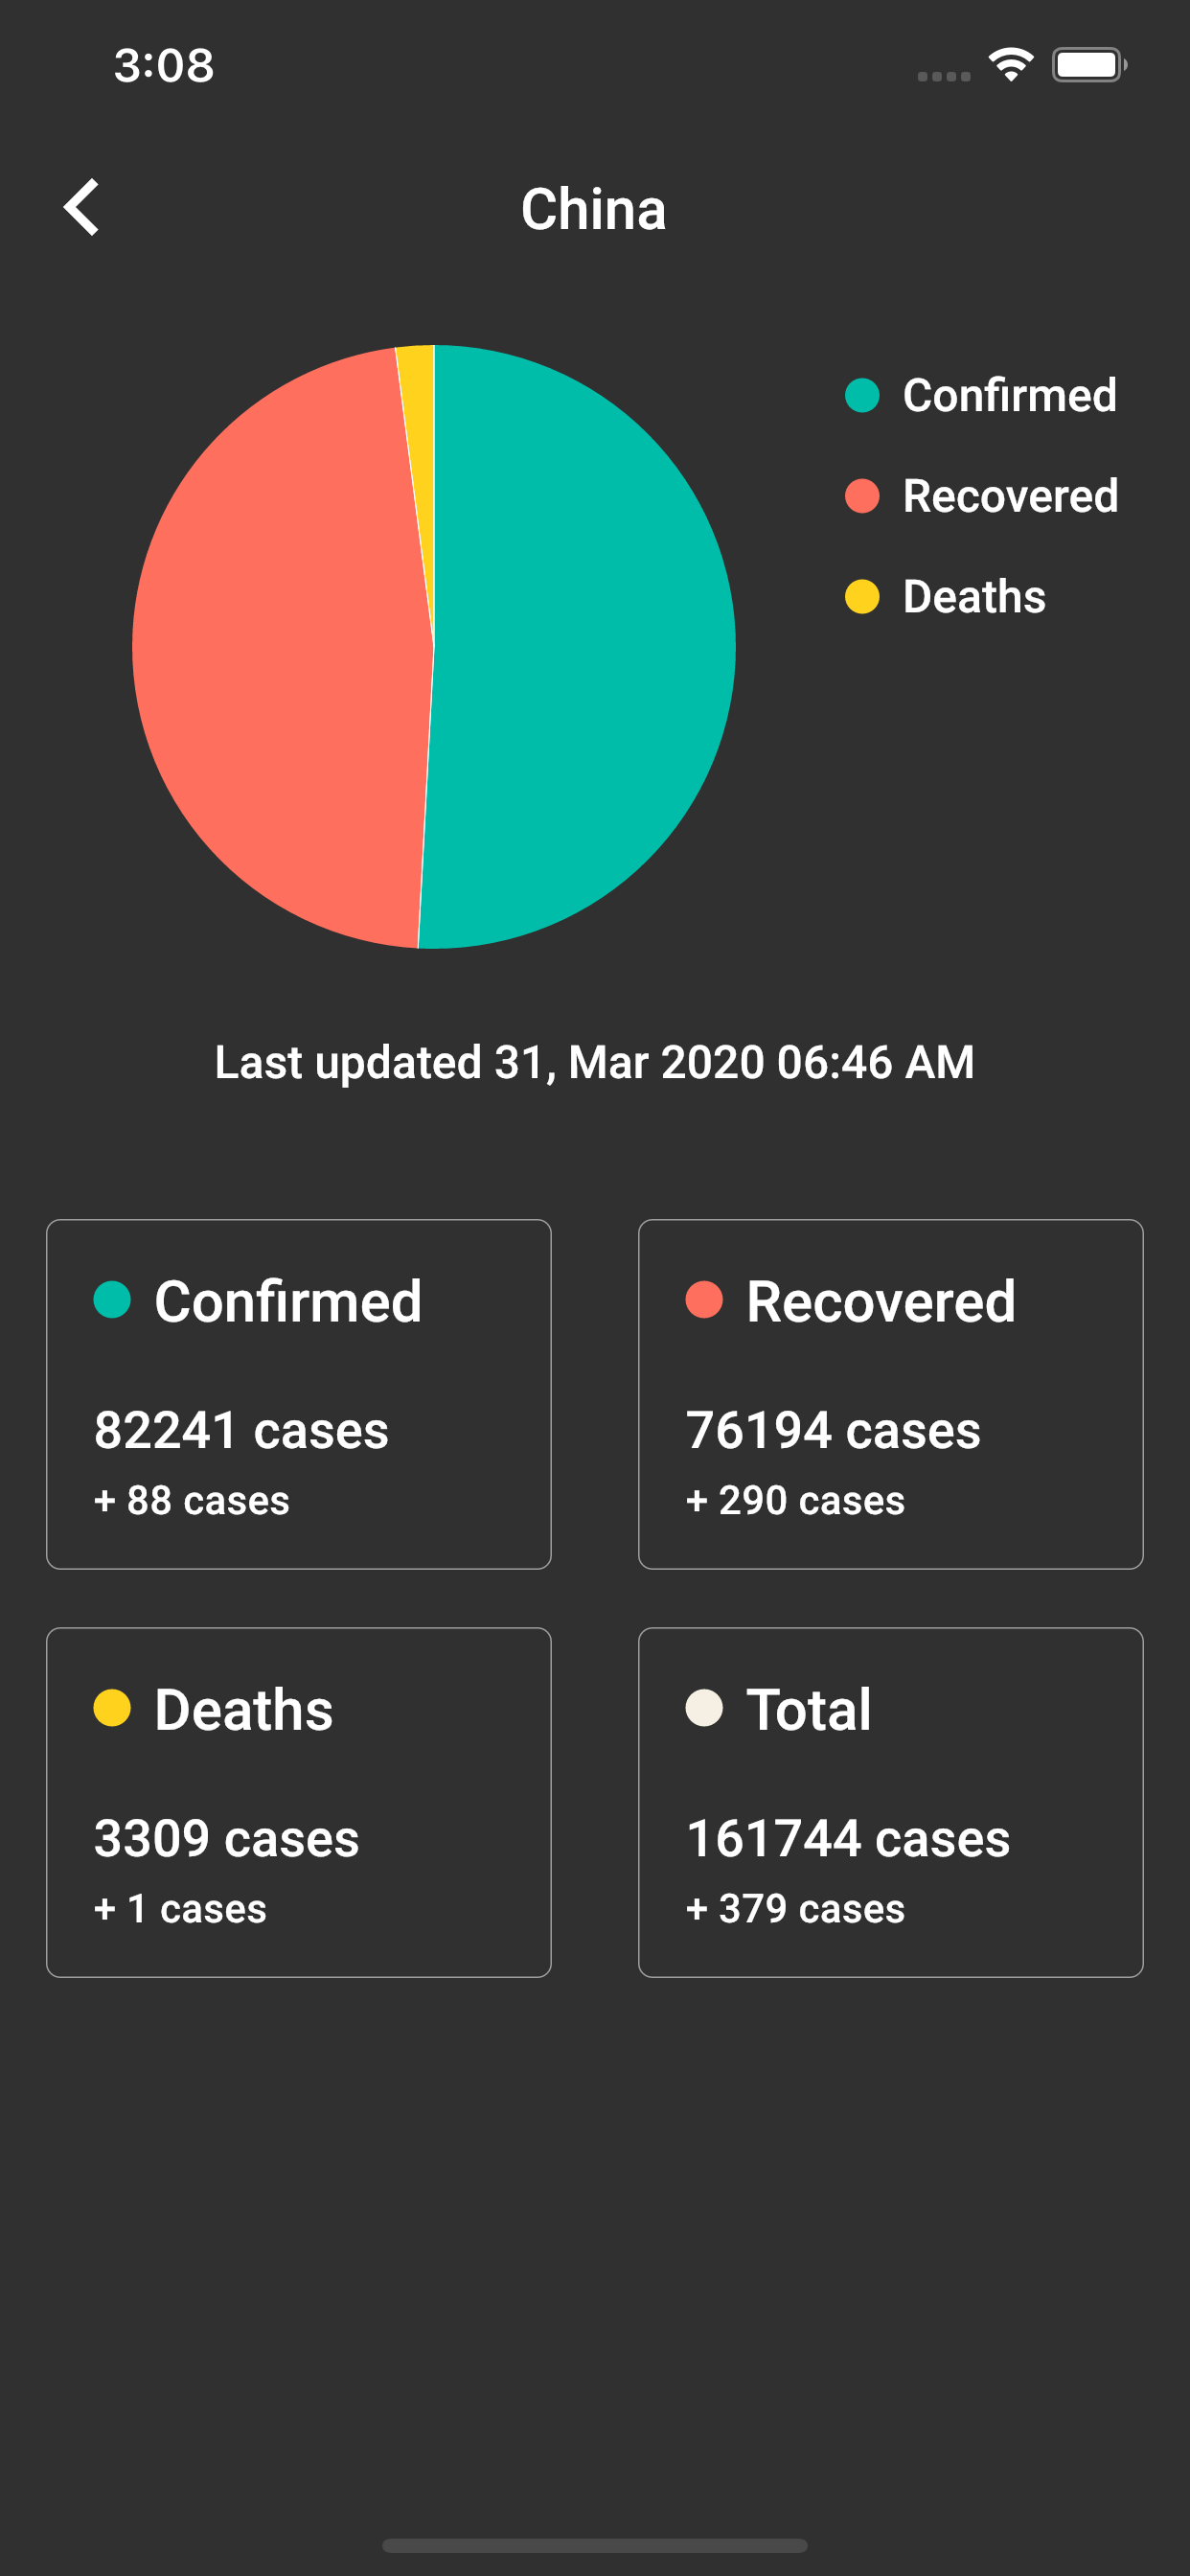 3:08
China
Confirmed
Recovered
Deaths
Last updated 31, Mar 2020 06:46 AM
Confirmed
82241 cases
+ 88 cases
Recovered
76194 cases
+ 290 cases
Deaths
3309 cases
+ 1 cases
Total
161744 cases
+ 379 cases